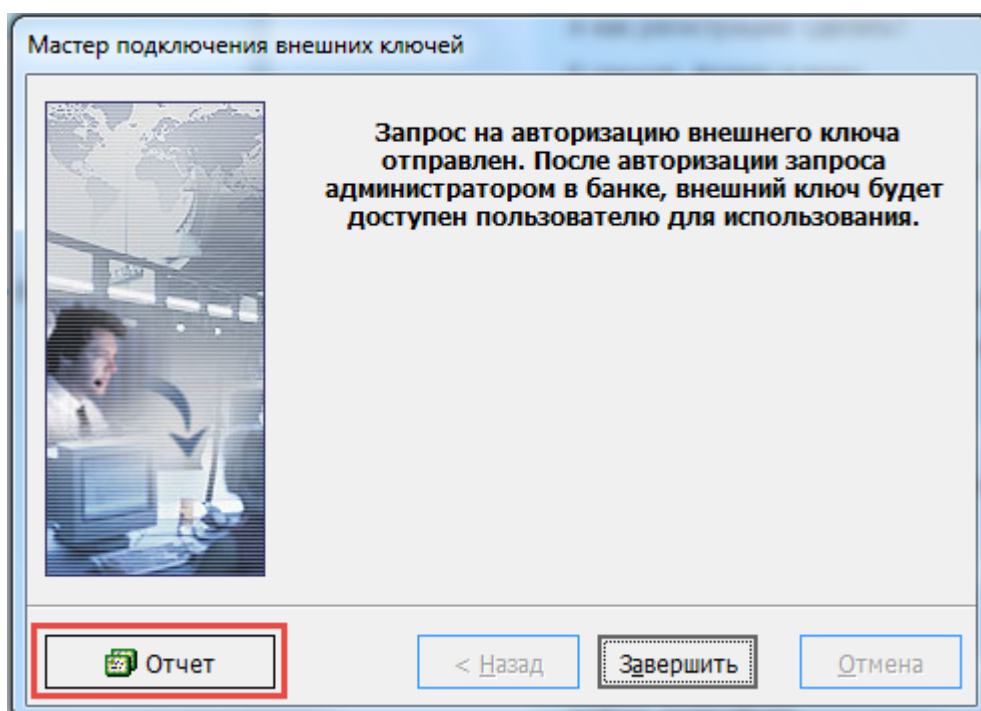 Мастер подключения внешних ключей
Запрос на авторизацию внешнего ключа
отправлен. После авторизации запроса
администратором в банке, внешний ключ будет
доступен пользователю для использования.
Отчет
< Назад
Завершить
Отмена